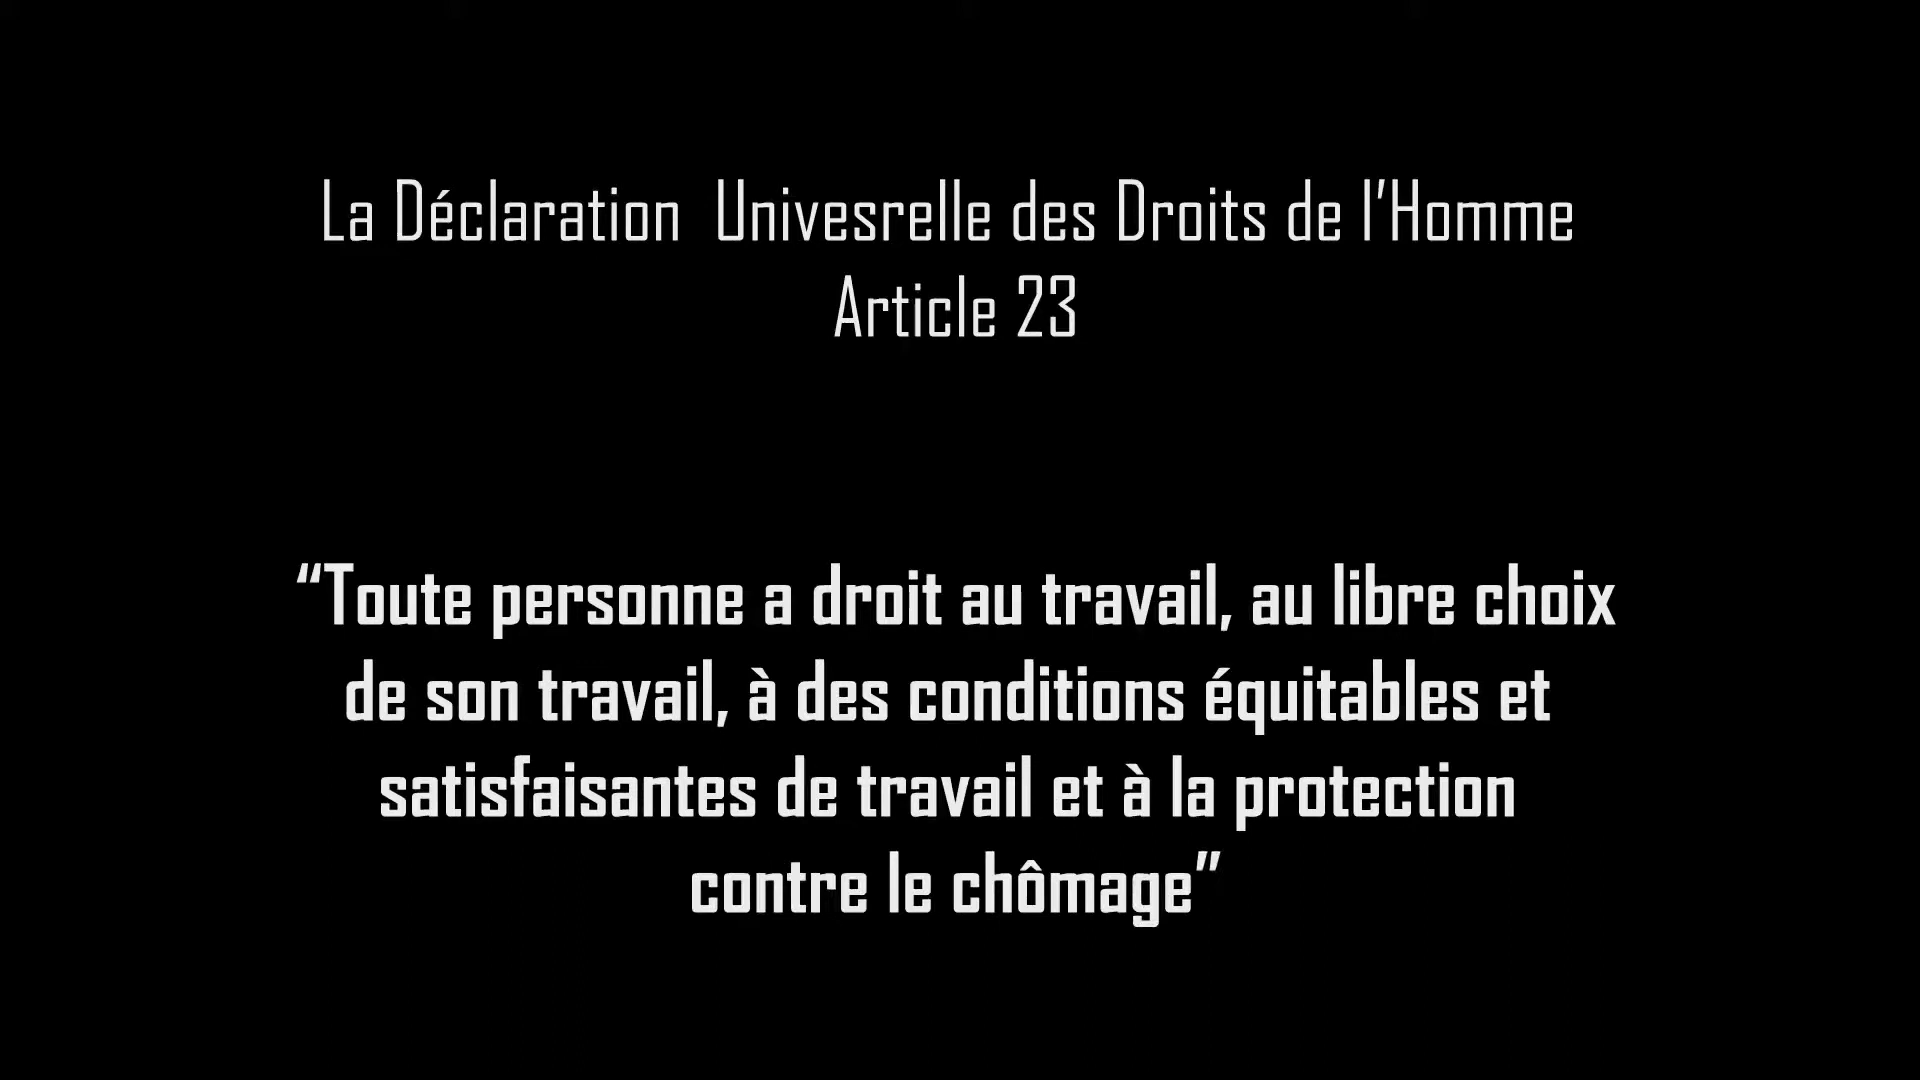 La Déclaration  Univesrelle des Droits de l’Homme
Article 23
“Toute personne a droit au travail, au libre choix
de son travail, à des conditions équitables et
satisfaisantes de travail et à la protection
contre le chômage”